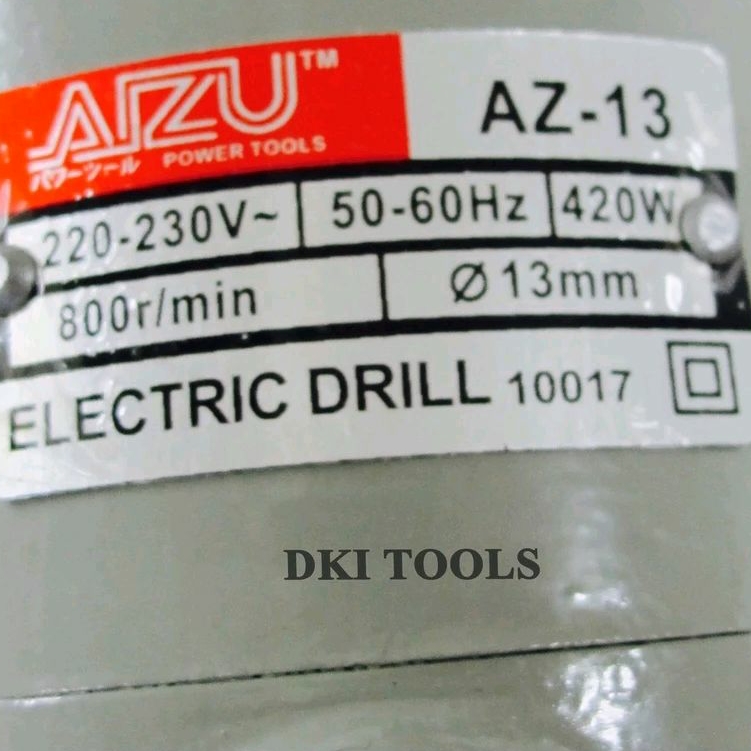 AIZU™ AZ-13
パワーツール POWER TOOLS
220-230V~ 50-60Hz 420W
800r/min Ø13mm
ELECTRIC DRILL 10017
DKI TOOLS